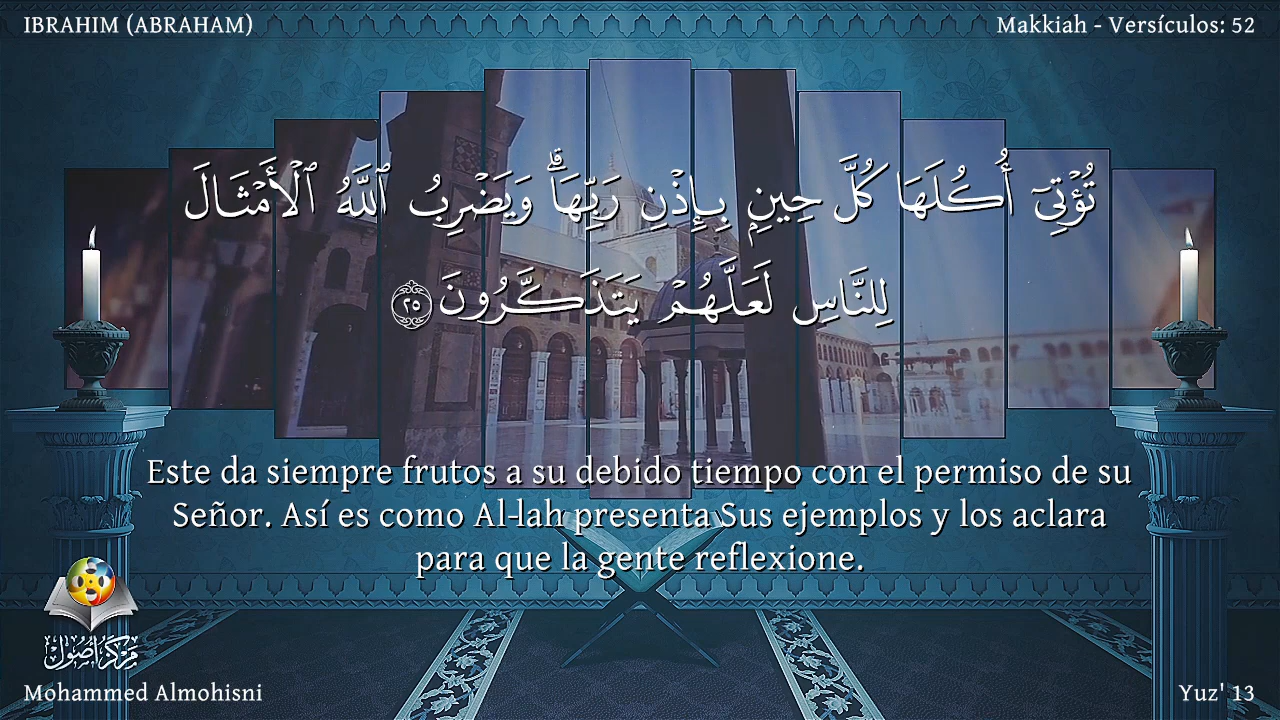 IBRAHIM (ABRAHAM)
Makkiah - Versículos: 52
تُؤْتِىٓ أُكُلَهَا كُلَّ حِينٍۭ بِإِذْنِ رَبِّهَاۗ وَيَضْرِبُ ٱللَّهُ ٱلْأَمْثَالَ
لِلنَّاسِ لَعَلَّهُمْ يَتَذَكَّرُونَ ٢٥
Este da siempre frutos a su debido tiempo con el permiso de su
Señor. Así es como Al-lah presenta Sus ejemplos y los aclara
para que la gente reflexione.
مركز أصول
Mohammed Almohisni
Yuz' 13